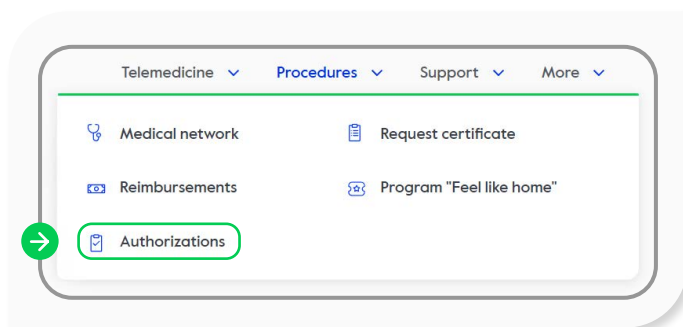 Telemedicine Procedures Support More
Medical network Request certificate
Reimbursements Program "Feel like home"
Authorizations